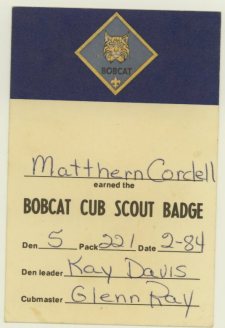 BOBCAT
Matthern Cordell
earned the
BOBCAT CUB SCOUT BADGE
Den 5 Pack 221 Date 2-84
Den leader Kay Davis
Cubmaster Glenn Ray